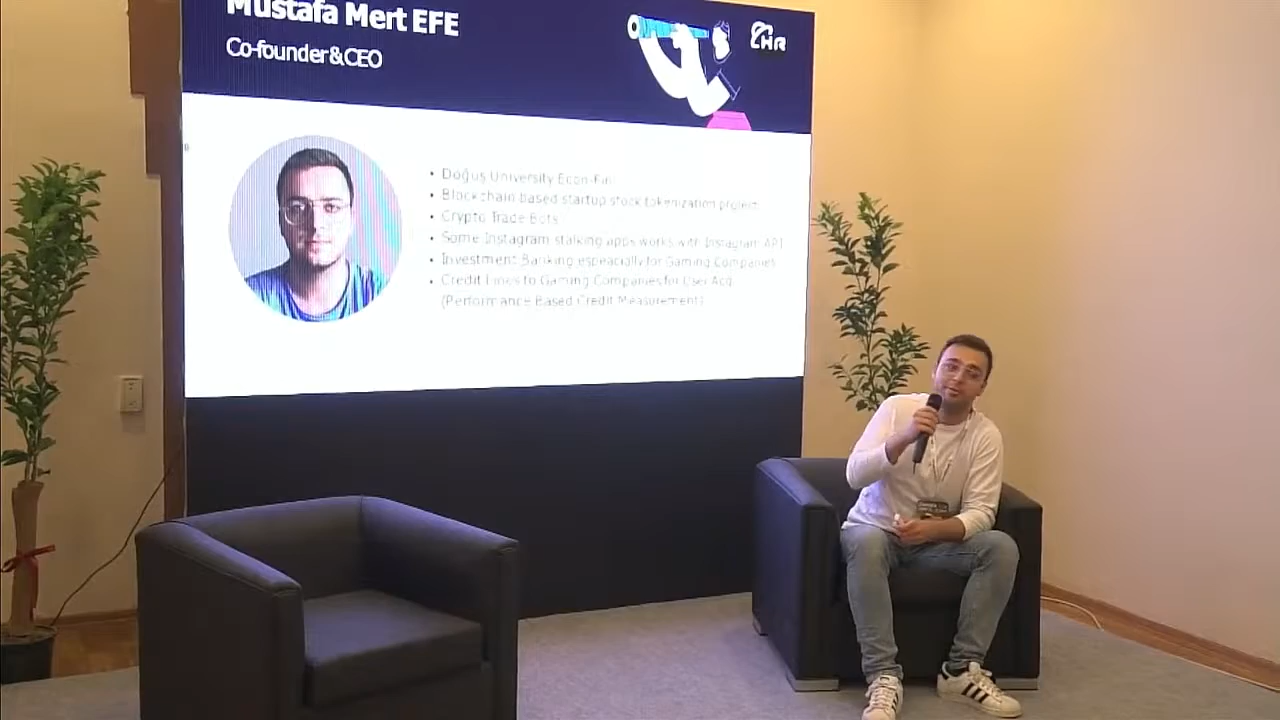 Mustafa Mert EFE
Co-founder&CEO
HR
• Doğuş University Econ-Fin
• Blockchain based startup stock tokenization project
• Crypto Trade Bots
• Some Instagram stalking apps works with Instagram API
• Investment Banking especacially for Gaming Companies
• Credit Lines to Gaming Companies for User Acq
(Performance Based Credit Measurement)